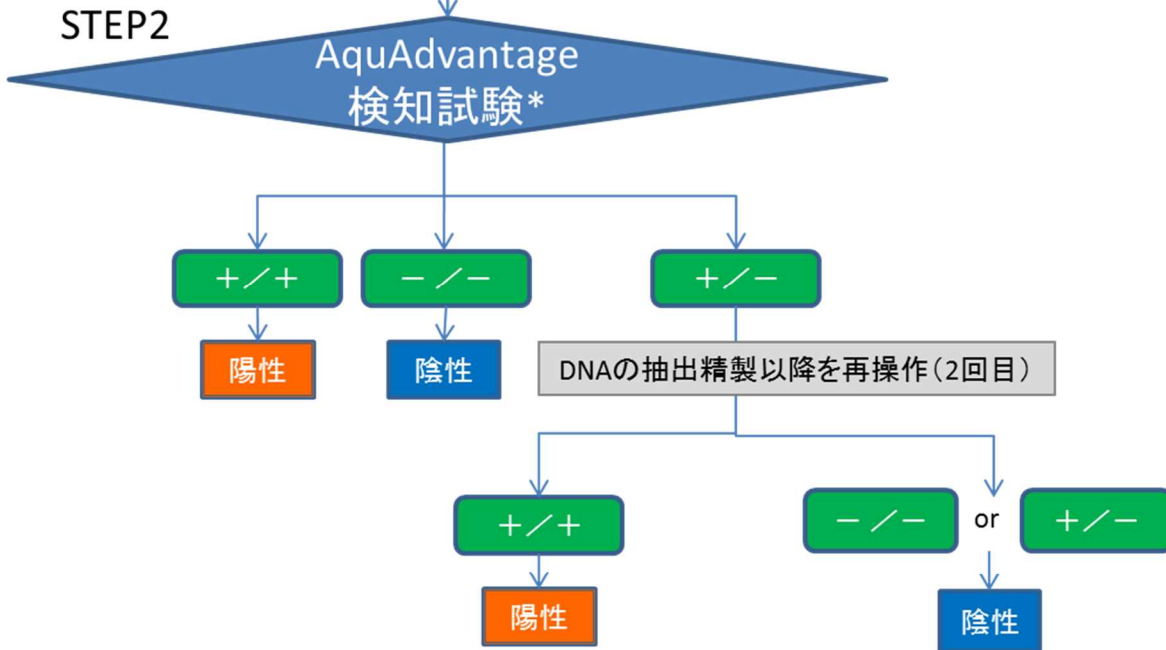 STEP2
AquAdvantage
検知試験*
+/+
-/-
+/-
陽性
陰性
DNAの抽出精製以降を再操作(2回目)
+/+
-/-
or
+/-
陽性
陰性